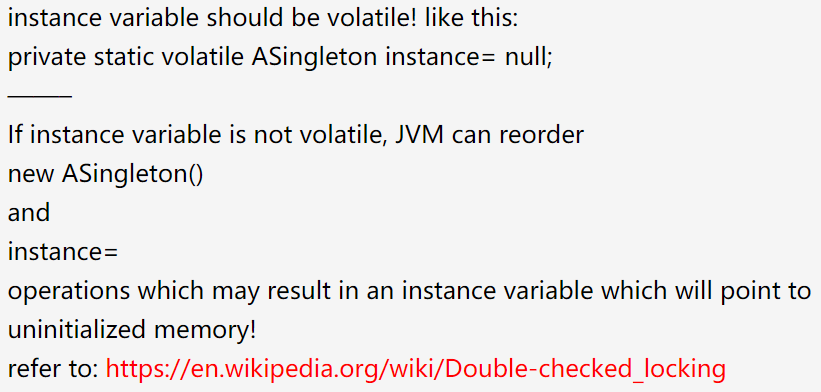 instance variable should be volatile! like this:
private static volatile ASingleton instance= null;
———–
If instance variable is not volatile, JVM can reorder
new ASingleton()
and
instance=
operations which may result in an instance variable which will point to
uninitialized memory!
refer to: https://en.wikipedia.org/wiki/Double-checked_locking